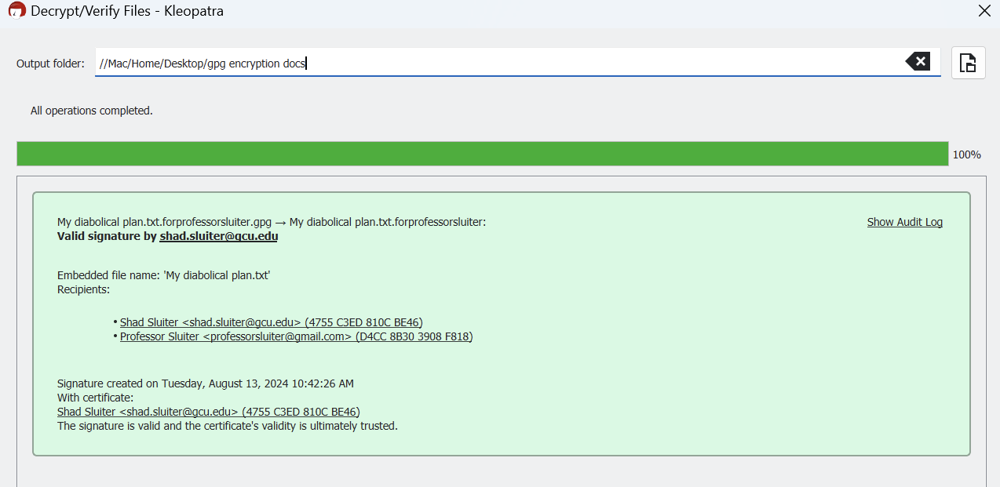 Decrypt/Verify Files - Kleopatra
Output folder: //Mac/Home/Desktop/gpg encryption docs
All operations completed.
100%
My diabolical plan.txt.forprofessorsluiter.gpg → My diabolical plan.txt.forprofessorsluiter: Show Audit Log
Valid signature by shad.sluiter@gcu.edu
Embedded file name: 'My diabolical plan.txt'
Recipients:
• Shad Sluiter <shad.sluiter@gcu.edu> (4755 C3ED 810C BE46)
• Professor Sluiter <professorsluiter@gmail.com> (D4CC 8B30 3908 F818)
Signature created on Tuesday, August 13, 2024 10:42:26 AM
With certificate:
Shad Sluiter <shad.sluiter@gcu.edu> (4755 C3ED 810C BE46)
The signature is valid and the certificate's validity is ultimately trusted.